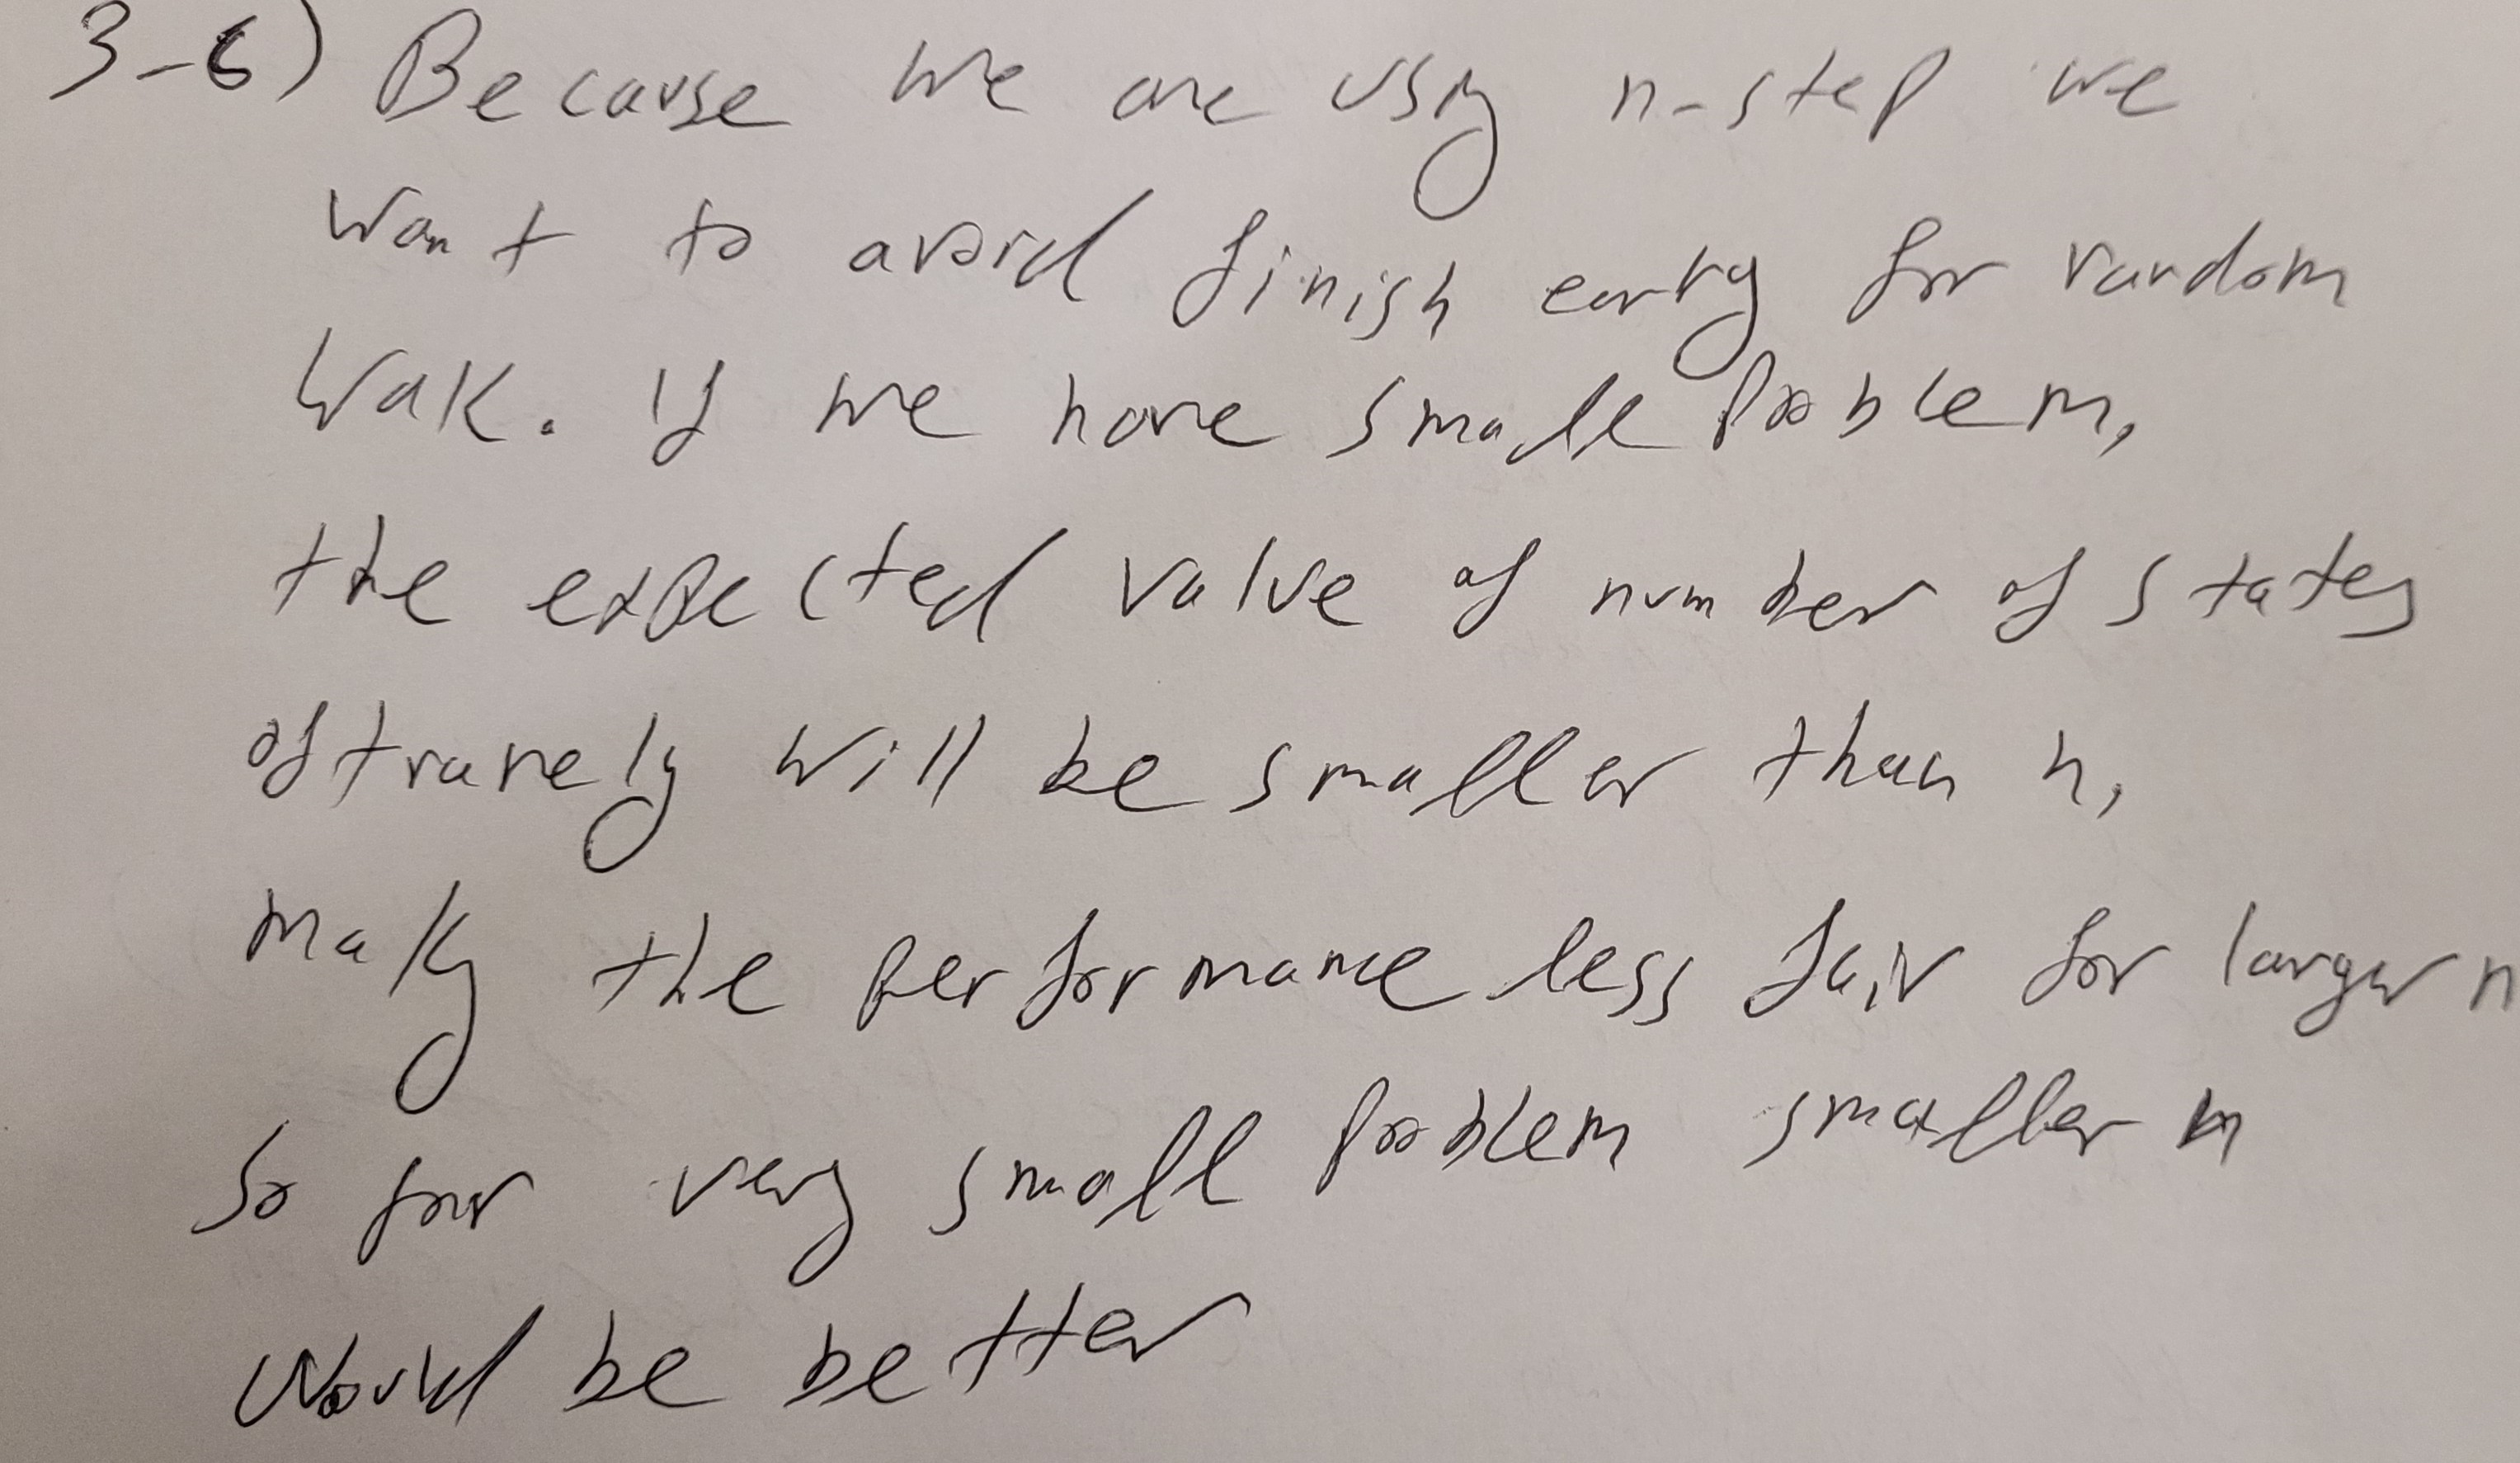 3-6) Because we are using n-step we
want to avoid finish early for random
Wak. If we have small problem,
the expected value of number of states
of travely will be smaller than n,
making the performance less fair for larger n
So for very small problem smaller n
would be better